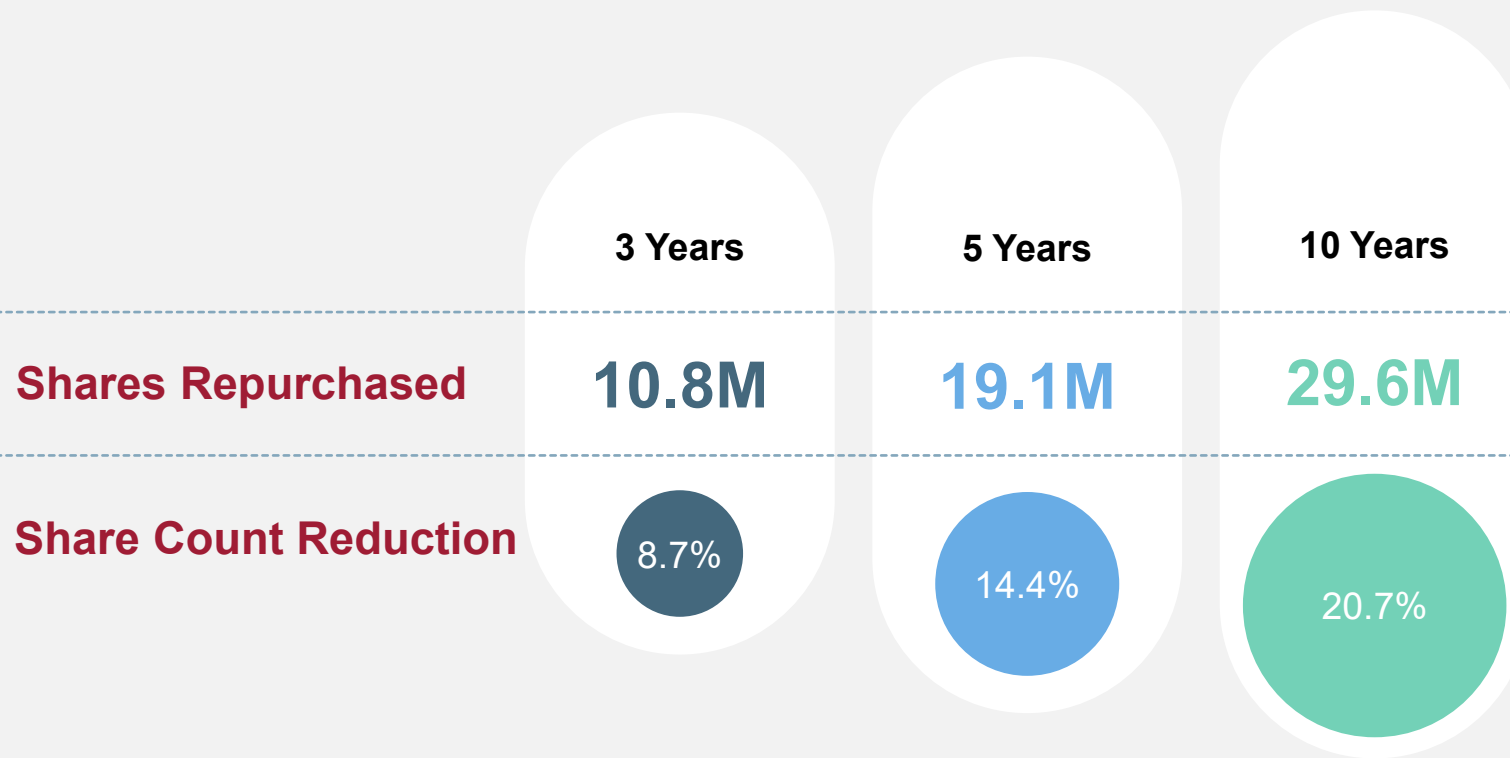 3 Years
5 Years
10 Years
Shares Repurchased
10.8M
19.1M
29.6M
Share Count Reduction
8.7%
14.4%
20.7%